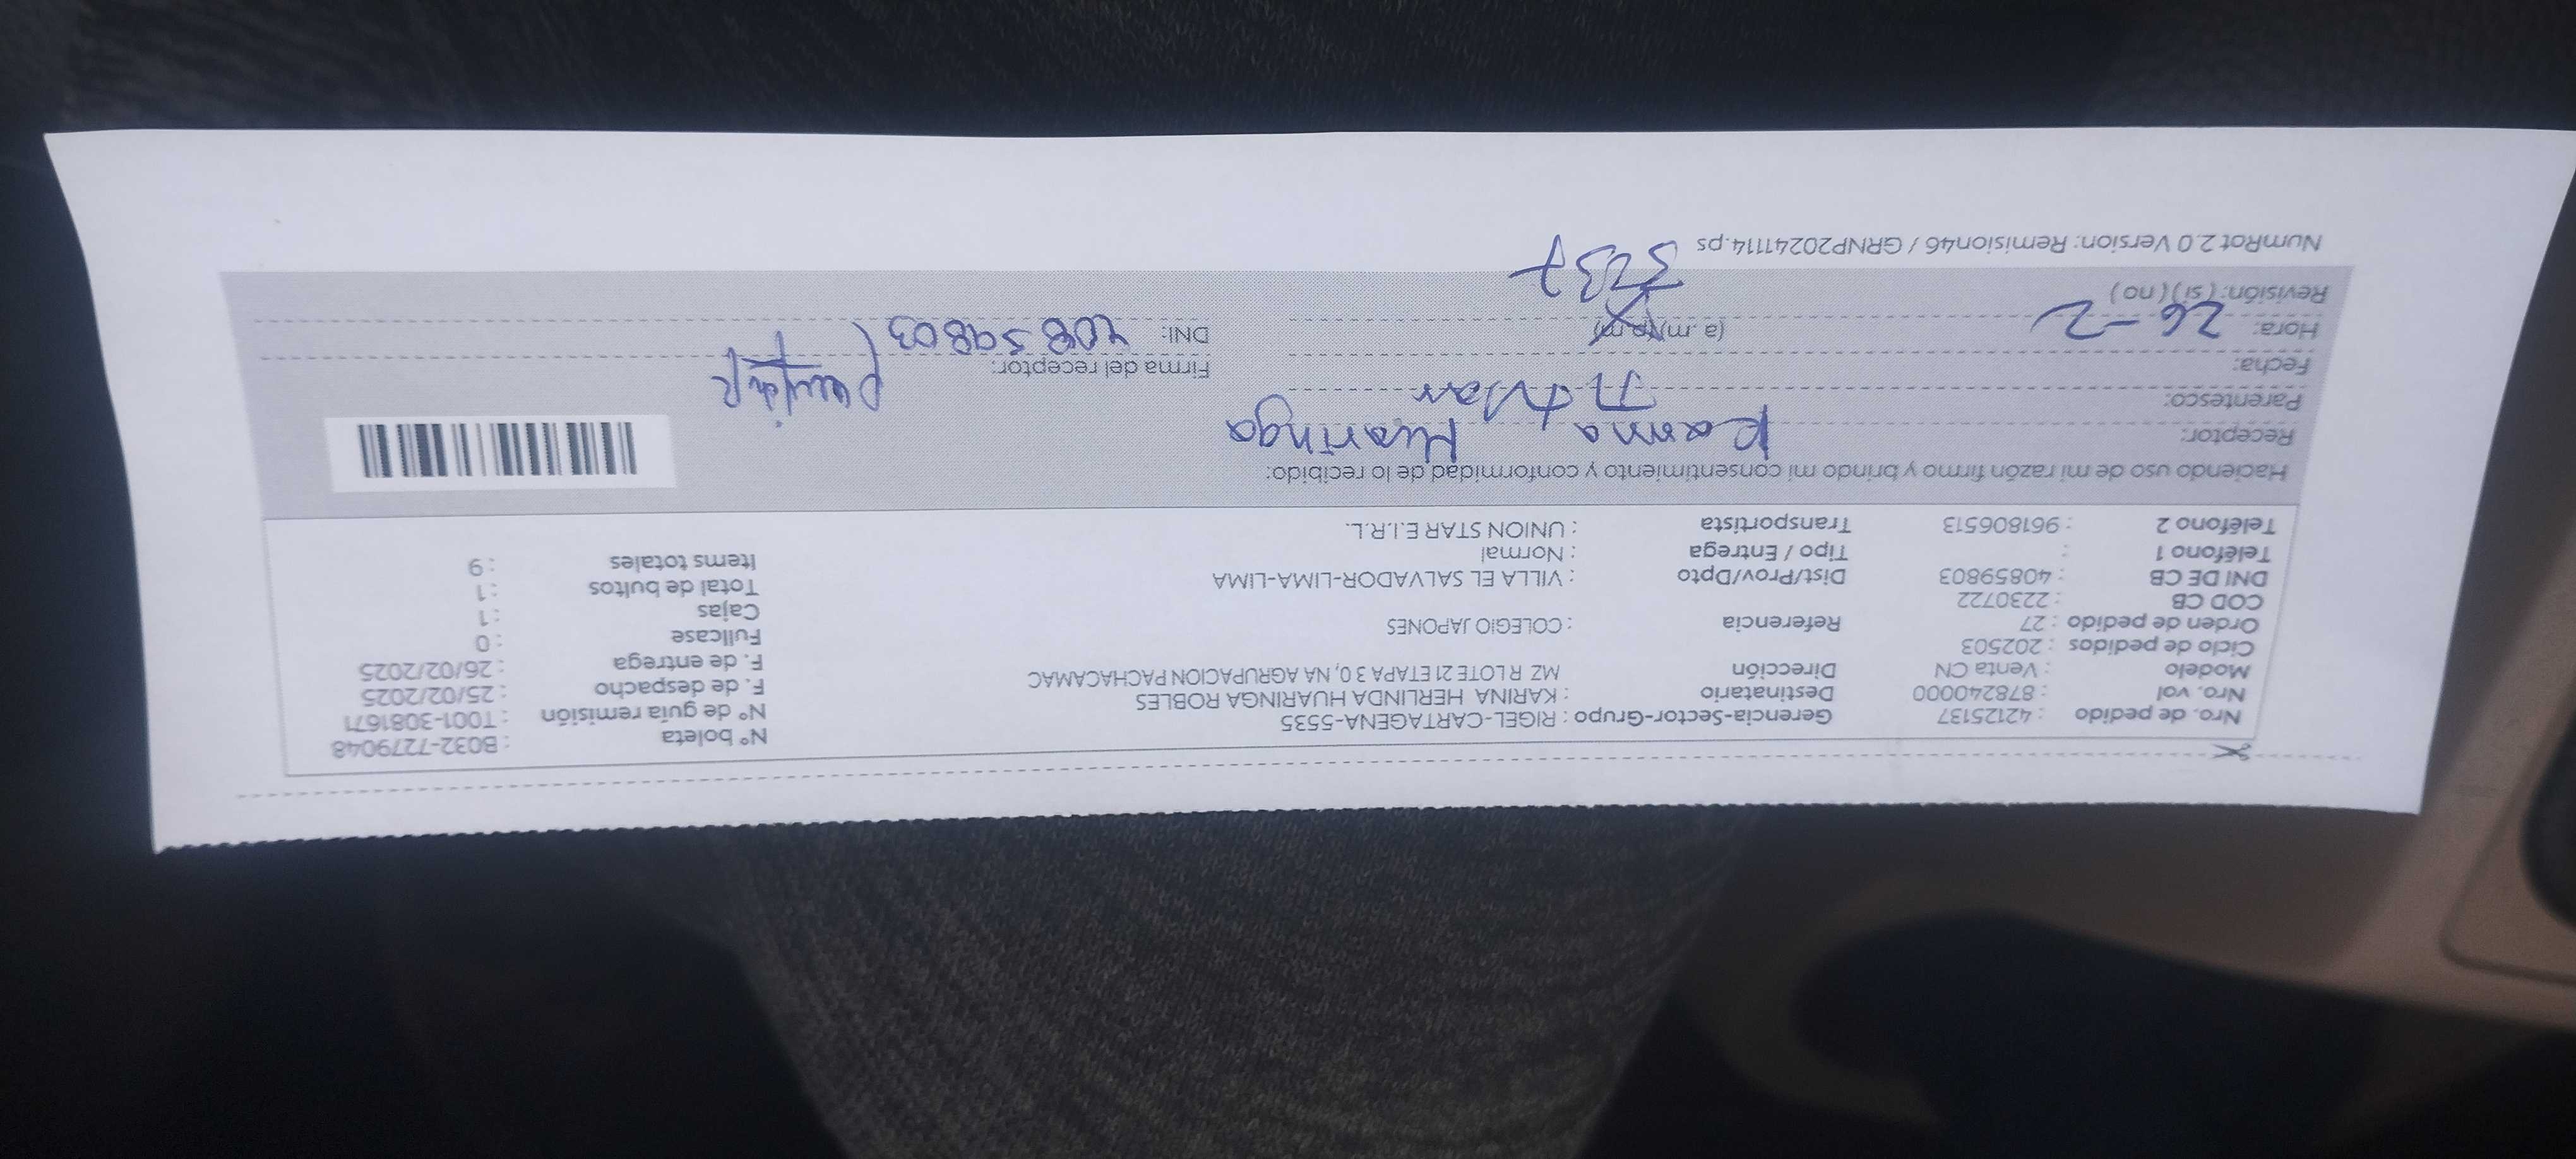 Nro. de pedido : 42125137
Nro. vol : 878240000
Modelo : Venta CN
Ciclo de pedidos : 202503
Orden de pedido : 27
COD CB : 2230722
DNI DE CB : 40859803
Teléfono 1 :
Teléfono 2 : 961806513
Gerencia-Sector-Grupo : RIGEL-CARTAGENA-5535
Destinatario : KARINA HERLINDA HUARINGA ROBLES
Dirección MZ R LOTE 21 ETAPA 3 0, NA AGRUPACION PACHACAMAC
Referencia : COLEGIO JAPONES
Dist/Prov/Dpto : VILLA EL SALVADOR-LIMA-LIMA
Tipo / Entrega : Normal
Transportista : UNION STAR E.I.R.L.
N° boleta : B032-7279048
N° de guía remisión : T001-3081671
F. de despacho : 25/02/2025
F. de entrega : 26/02/2025
Fullcase : 0
Cajas : 1
Total de bultos : 1
Items totales : 9
Haciendo uso de mi razón firmo y brindo mi consentimiento y conformidad de lo recibido:
Receptor: Huaringa
Parentesco:
Fecha: 26-2
Hora: (a .m)(p.m)
Revisión: ( si ) ( no )
Firma del receptor:
DNI: 40859803
NumRot 2.0 Version: Remision46 / GRNP20241114.ps